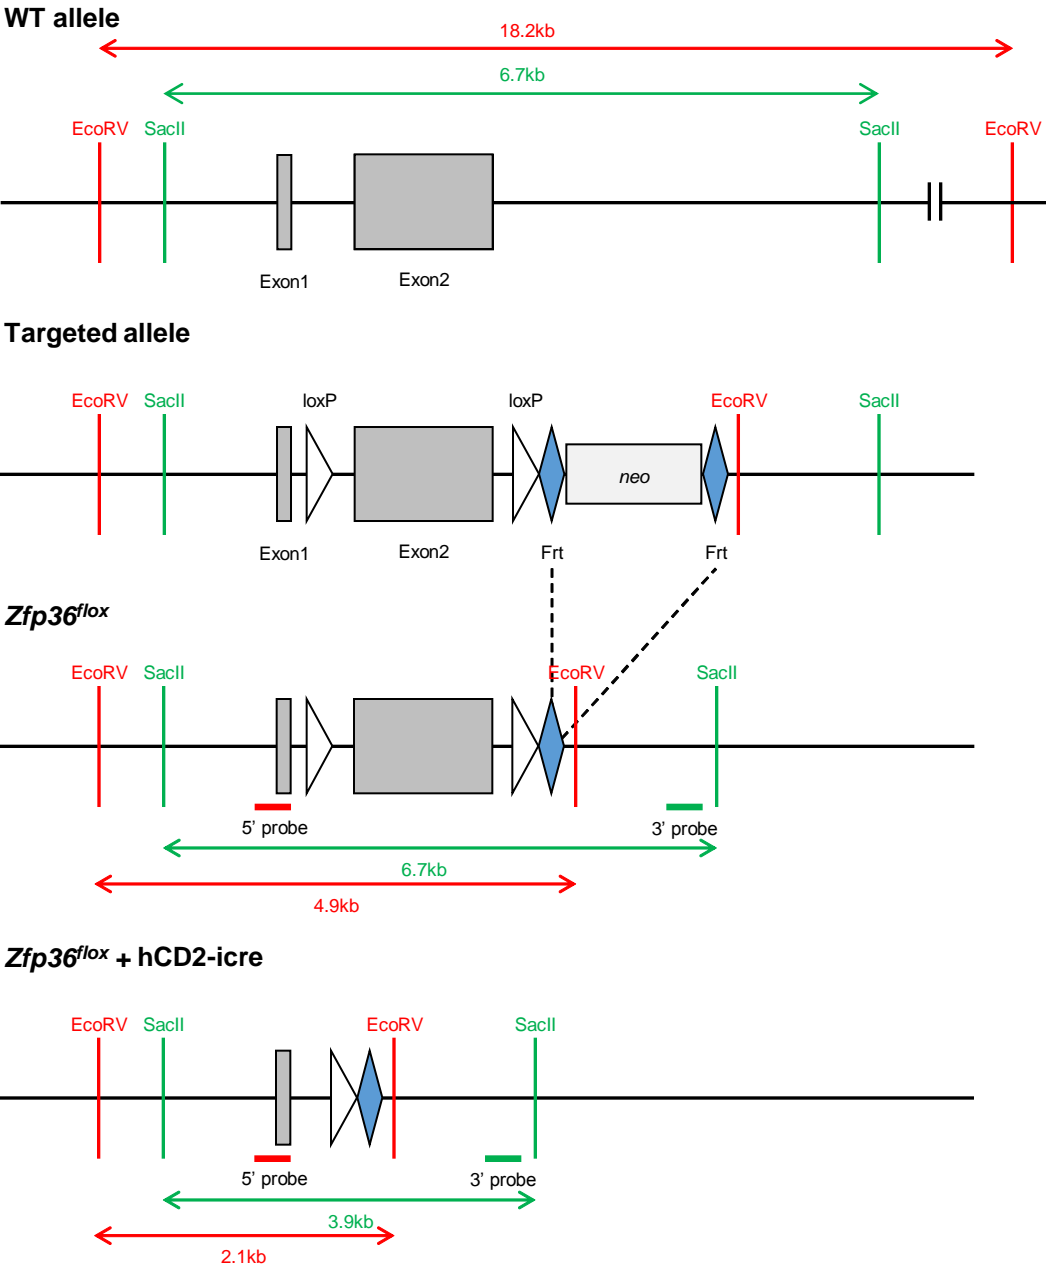 WT allele
18.2kb
6.7kb
EcoRV SacII SacII EcoRV
Exon1 Exon2
Targeted allele
EcoRV SacII loxP loxP EcoRV SacII
neo
Exon1 Exon2 Frt Frt
Zfp36flox
EcoRV SacII EcoRV SacII
5’ probe 3’ probe
6.7kb
4.9kb
Zfp36flox + hCD2-icre
EcoRV SacII EcoRV SacII
5’ probe 3’ probe
3.9kb
2.1kb